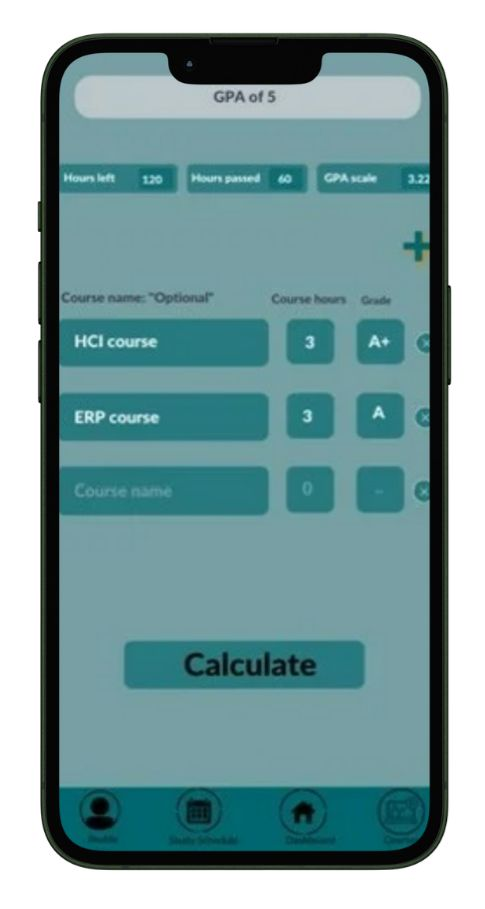 GPA of 5
Hours left 120 Hours passed 60 GPA scale 3.22
Course name: "Optional" Course hours Grade
HCI course 3 A+
ERP course 3 A
Course name 0 -
Calculate
Profile Study Schedule Dashboard